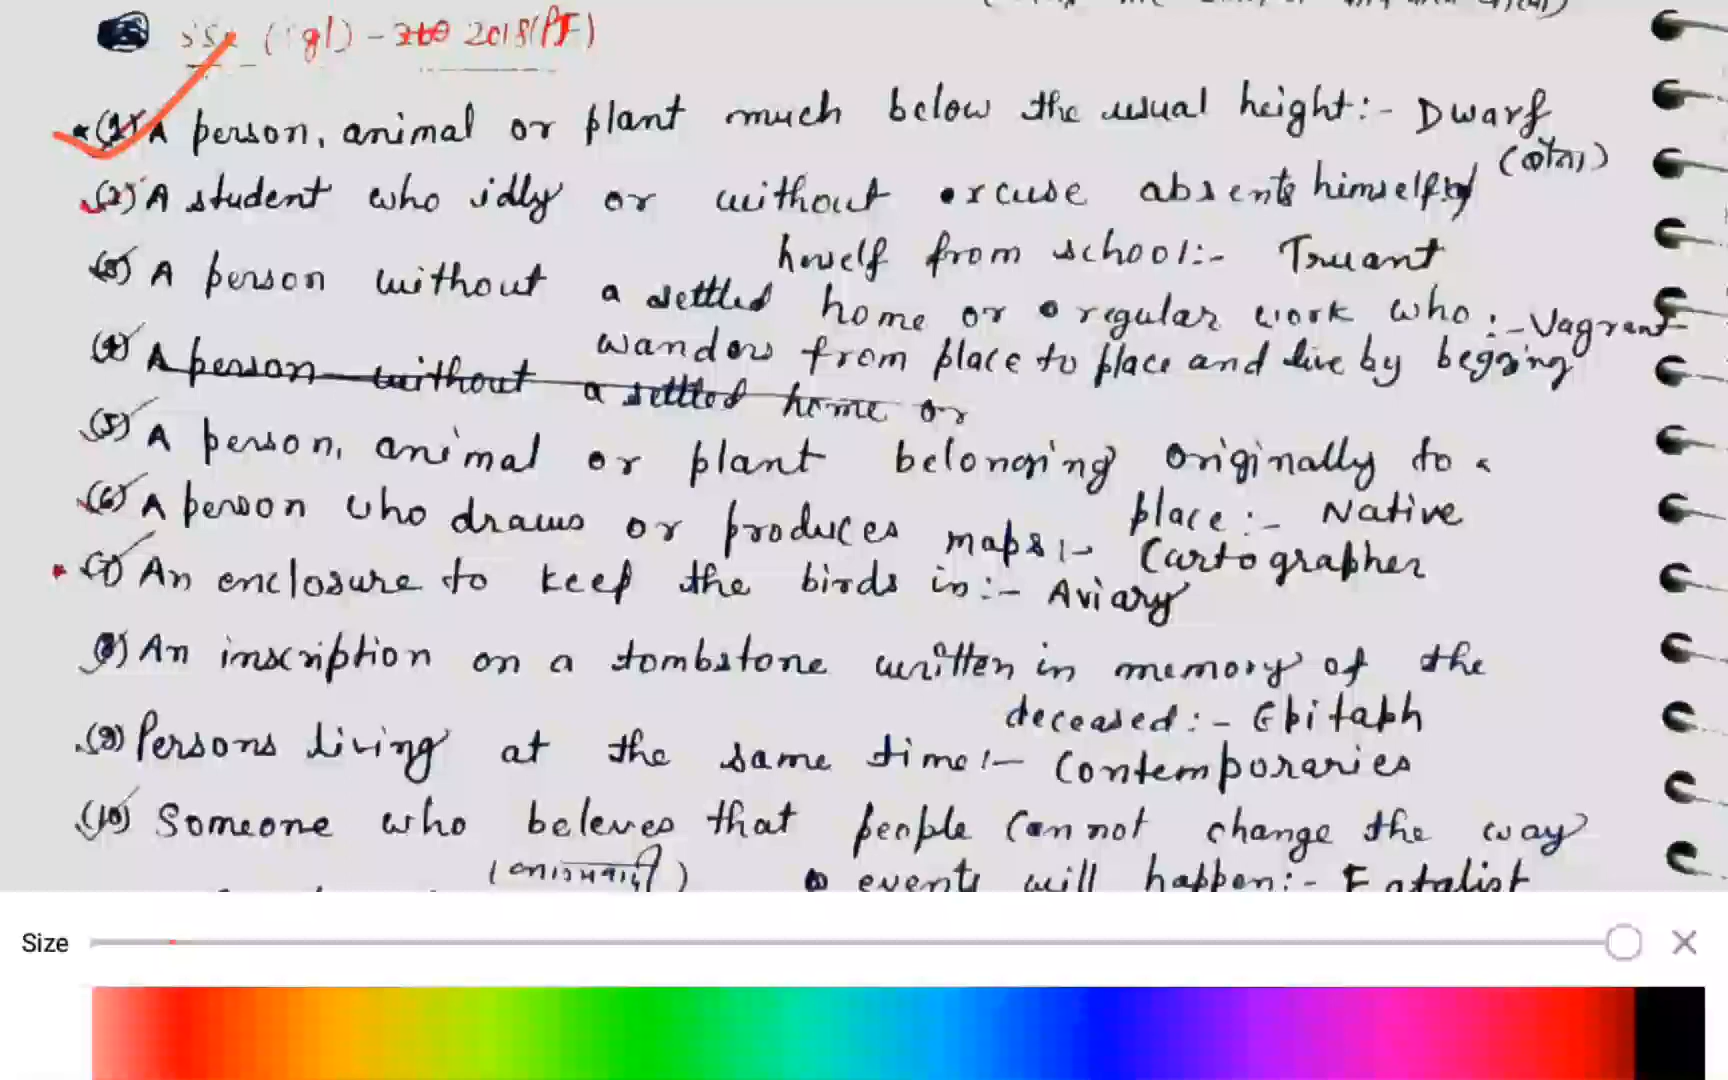 (cgl) - 2018(PT)
(1) A person, animal or plant much below the usual height:- Dwarf
(2) A student who idly or without excuse absents himself/
herself from school:- Truant
(3) A person without a settled home or regular work who :- Vagrant
wanders from place to place and live by begging
(4) A person without a settled home or
(5) A person, animal or plant belonging originally to a
place:- Native
(6) A person who draws or produces maps:- Cartographer
(7) An enclosure to keep the birds in:- Aviary
(8) An inscription on a tombstone written in memory of the
deceased:- Epitaph
(9) Persons living at the same time:- Contemporaries
(10) Someone who beleves that people cannot change the way
events will happen:- Fatalist
Size